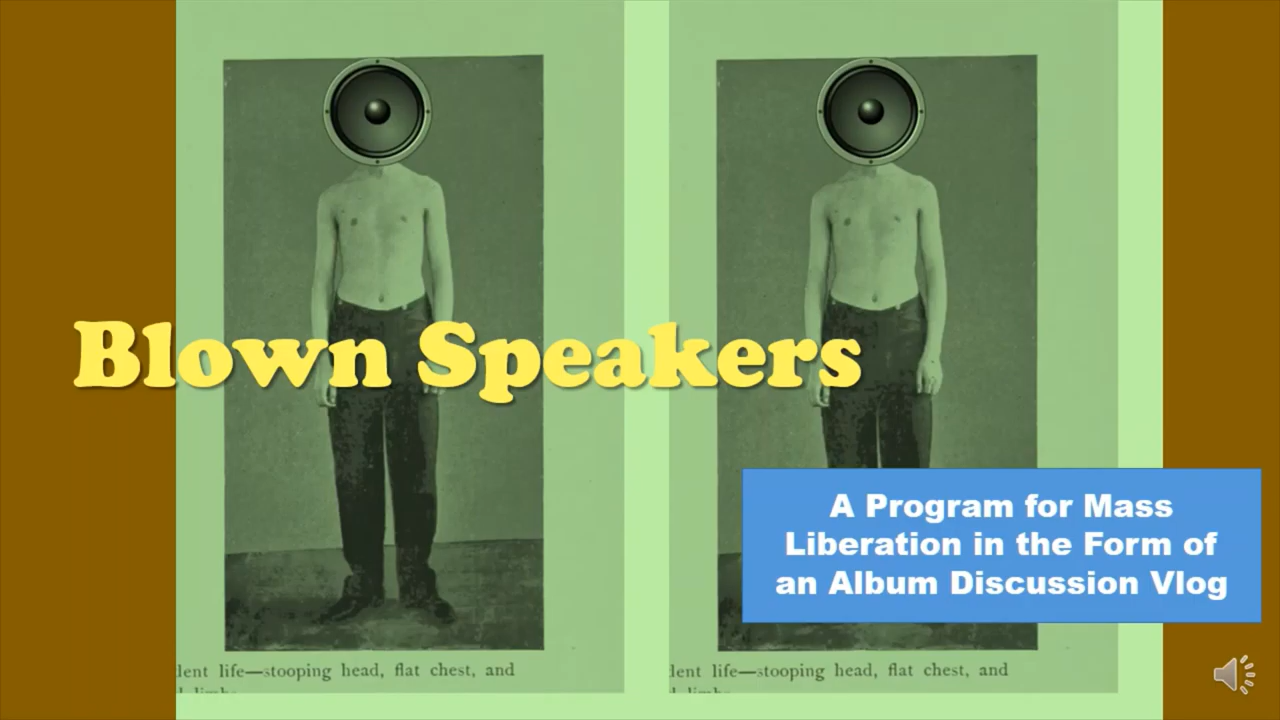 Blown Speakers
A Program for Mass
Liberation in the Form of
an Album Discussion Vlog
lent life—stooping head, flat chest, and
lent life—stooping head, flat chest, and